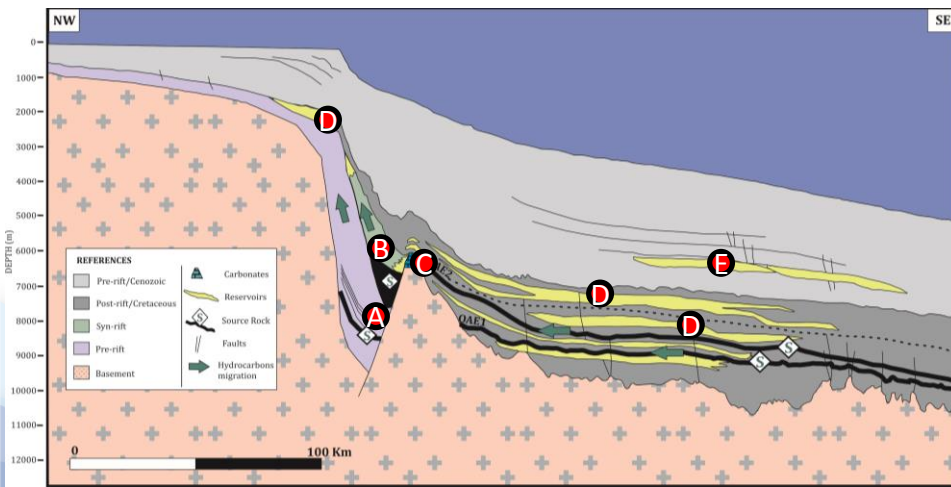 NW
SE
0
1000
2000
3000
4000
5000
6000
7000
8000
9000
10000
11000
12000
DEPTH (m)
D
B
C
E
A
D
D
OAE1
S
S
S
S
REFERENCES
Pre-rift/Cenozoic
Post-rift/Cretaceous
Syn-rift
Pre-rift
Basement
Carbonates
Reservoirs
S
Source Rock
Faults
Hydrocarbons
migration
0
100 Km